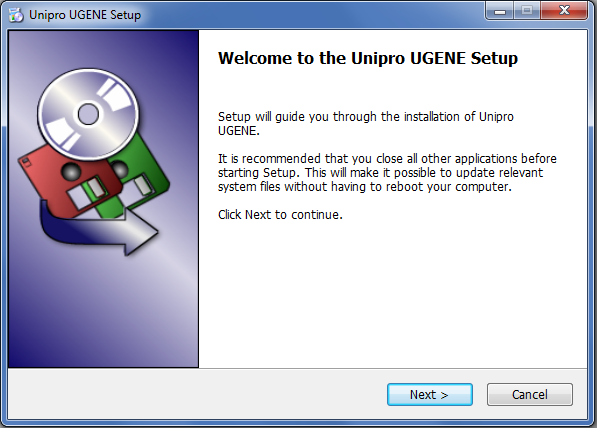 Unipro UGENE Setup
Welcome to the Unipro UGENE Setup
Setup will guide you through the installation of Unipro
UGENE.
It is recommended that you close all other applications before
starting Setup. This will make it possible to update relevant
system files without having to reboot your computer.
Click Next to continue.
Next >
Cancel